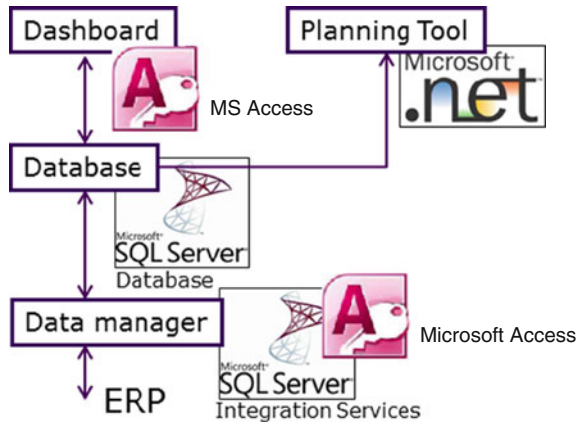 Dashboard
Planning Tool
MS Access
Microsoft
.net
Database
Microsoft
SQL Server
Database
Data manager
Microsoft Access
ERP
Microsoft
SQL Server
Integration Services